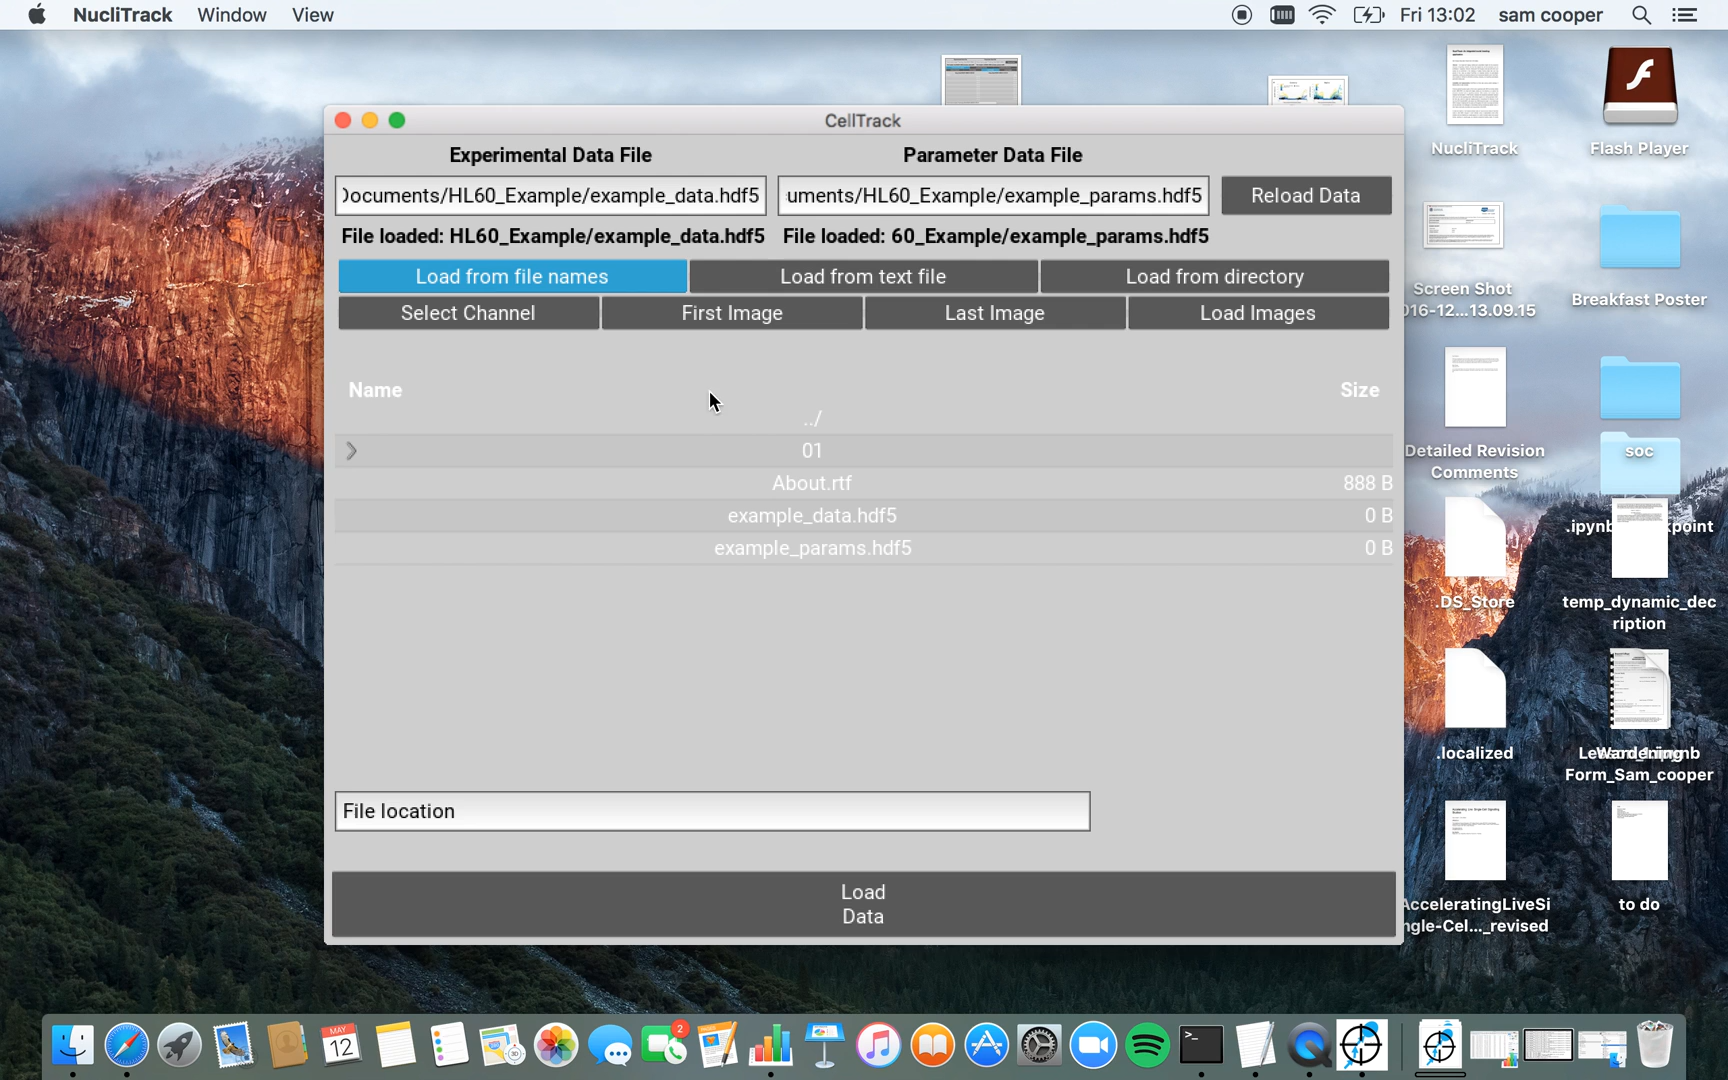 NucliTrack Window View Fri 13:02 sam cooper
CellTrack
Experimental Data File Parameter Data File
Documents/HL60_Example/example_data.hdf5 uments/HL60_Example/example_params.hdf5 Reload Data
File loaded: HL60_Example/example_data.hdf5 File loaded: 60_Example/example_params.hdf5
Load from file names Load from text file Load from directory
Select Channel First Image Last Image Load Images
Name Size
../
01
About.rtf 888 B
example_data.hdf5 0 B
example_params.hdf5 0 B
File location
Load
Data
NucliTrack
Flash Player
Screen Shot
016-12...13.09.15
Breakfast Poster
Detailed Revision
Comments
soc
.DS_Store
temp_dynamic_dec
ription
.localized
Form_Sam_cooper
AcceleratingLiveSi
ngle-Cel..._revised
to do
MAY
12
2